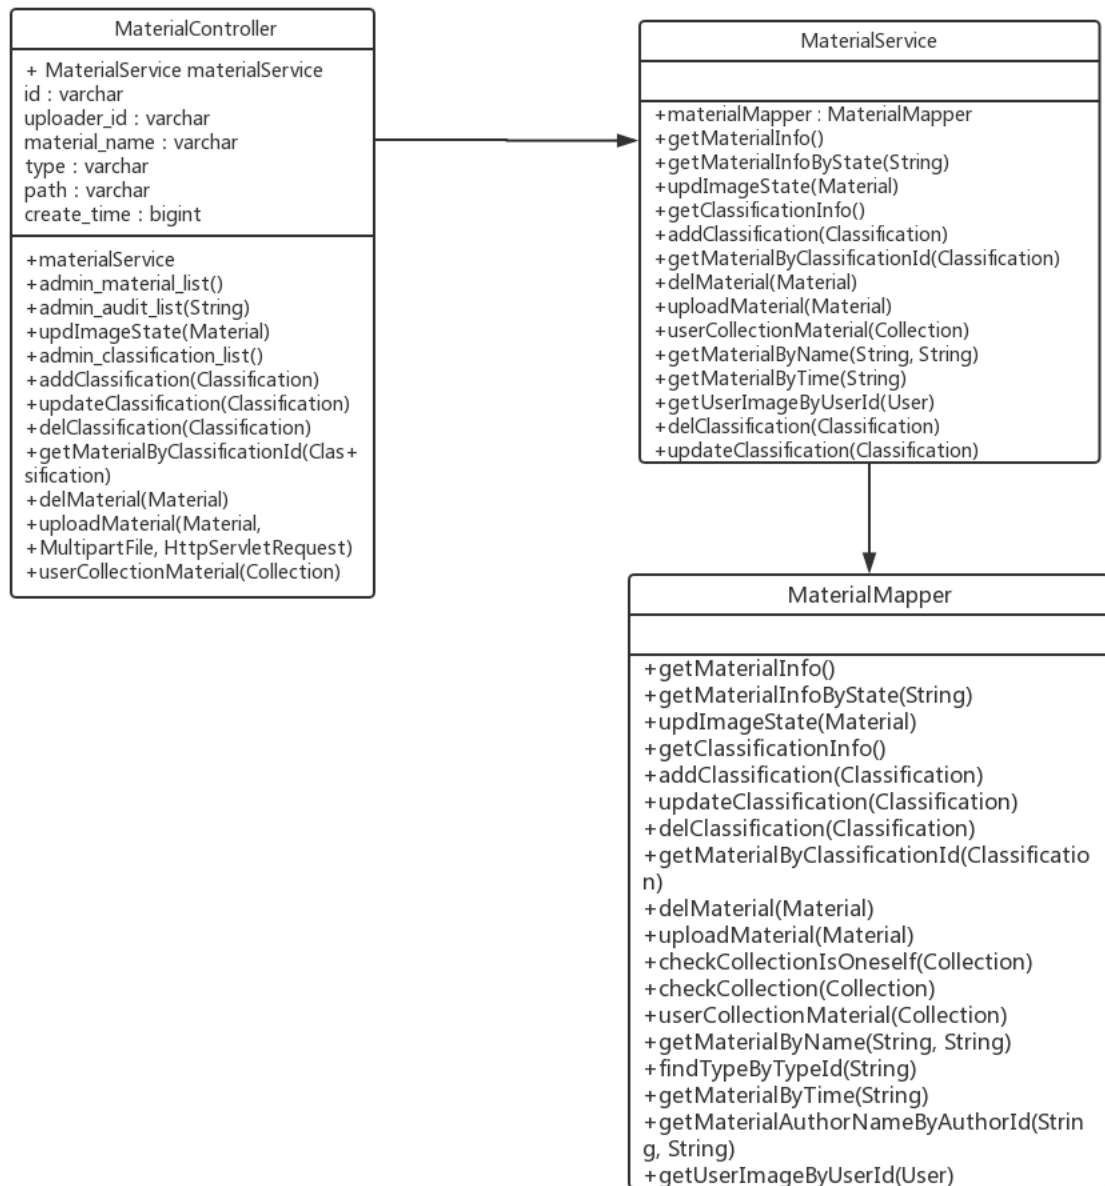 MaterialController
+ MaterialService materialService
id : varchar
uploader_id : varchar
material_name : varchar
type : varchar
path : varchar
create_time : bigint
+materialService
+admin_material_list()
+admin_audit_list(String)
+updImageState(Material)
+admin_classification_list()
+addClassification(Classification)
+updateClassification(Classification)
+delClassification(Classification)
+getMaterialByClassificationId(Clas+
sification)
+delMaterial(Material)
+uploadMaterial(Material,
+MultipartFile, HttpServletRequest)
+userCollectionMaterial(Collection)
MaterialService
+materialMapper : MaterialMapper
+getMaterialInfo()
+getMaterialInfoByState(String)
+updImageState(Material)
+getClassificationInfo()
+addClassification(Classification)
+getMaterialByClassificationId(Classification)
+delMaterial(Material)
+uploadMaterial(Material)
+userCollectionMaterial(Collection)
+getMaterialByName(String, String)
+getMaterialByTime(String)
+getUserImageByUserId(User)
+delClassification(Classification)
+updateClassification(Classification)
MaterialMapper
+getMaterialInfo()
+getMaterialInfoByState(String)
+updImageState(Material)
+getClassificationInfo()
+addClassification(Classification)
+updateClassification(Classification)
+delClassification(Classification)
+getMaterialByClassificationId(Classificatio
n)
+delMaterial(Material)
+uploadMaterial(Material)
+checkCollectionIsOneself(Collection)
+checkCollection(Collection)
+userCollectionMaterial(Collection)
+getMaterialByName(String, String)
+findTypeByTypeId(String)
+getMaterialByTime(String)
+getMaterialAuthorNameByAuthorId(Strin
g, String)
+getUserImageByUserId(User)